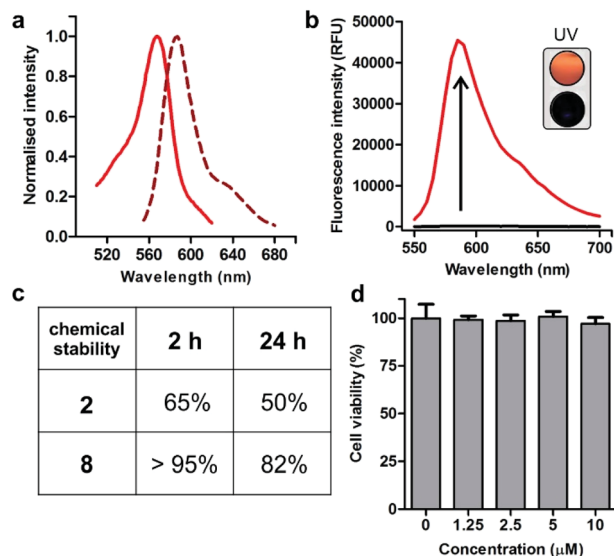 a
Normalised intensity
1.0
0.8
0.6
0.4
0.2
0.0
520 560 600 640 680
Wavelength (nm)
b
UV
Fluorescence intensity (RFU)
50000
40000
30000
20000
10000
0
550 600 650 700
Wavelength (nm)
c
chemical
stability
2 h
24 h
2
65%
50%
8
> 95%
82%
d
Cell viability (%)
100
75
50
25
0
0 1.25 2.5 5 10
Concentration (μM)